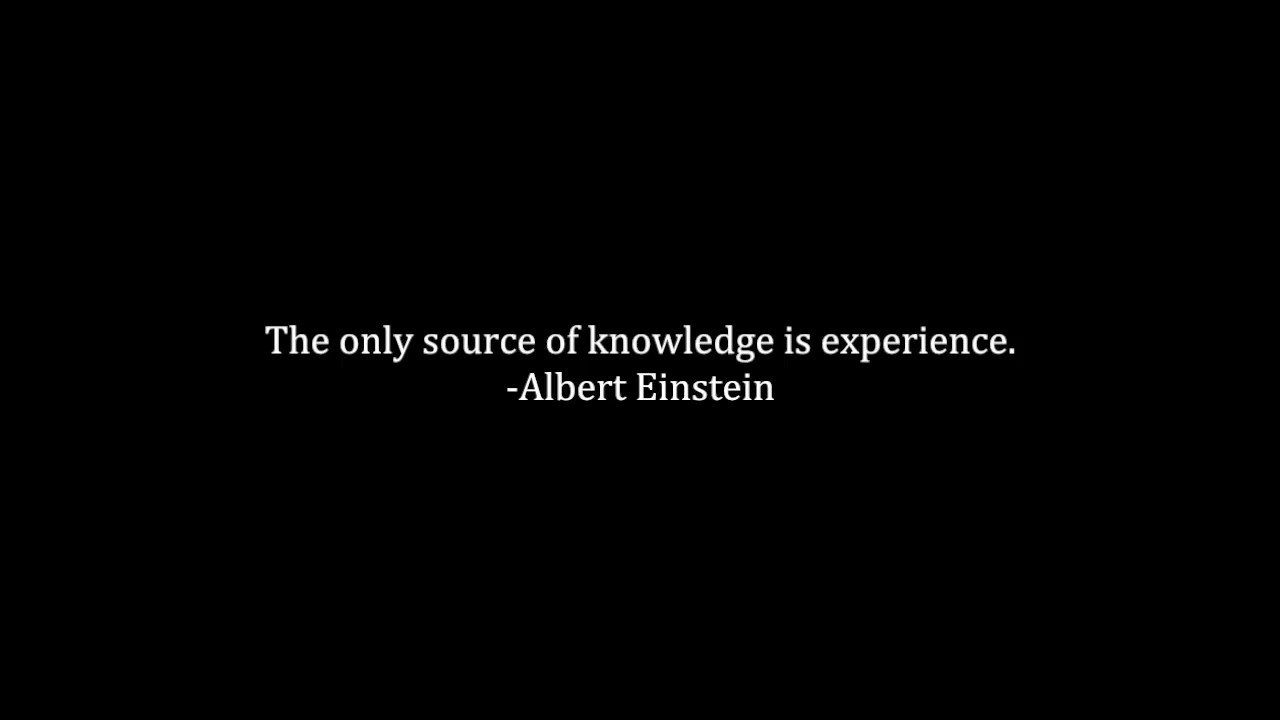 The only source of knowledge is experience.
-Albert Einstein